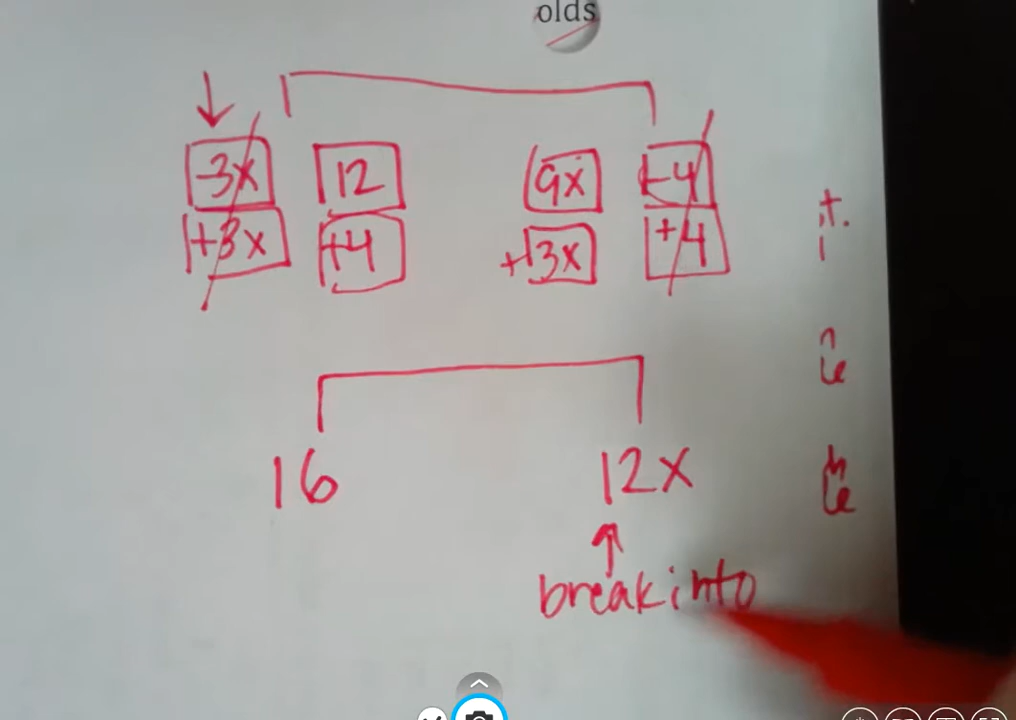 olds
-3x 12 9x -4
+3x +4 +3x +4
16 12x
break into